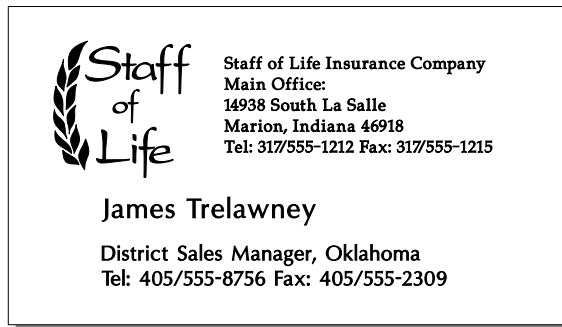 Staff
of
Life
Staff of Life Insurance Company
Main Office:
14938 South La Salle
Marion, Indiana 46918
Tel: 317/555-1212 Fax: 317/555-1215
James Trelawney
District Sales Manager, Oklahoma
Tel: 405/555-8756 Fax: 405/555-2309